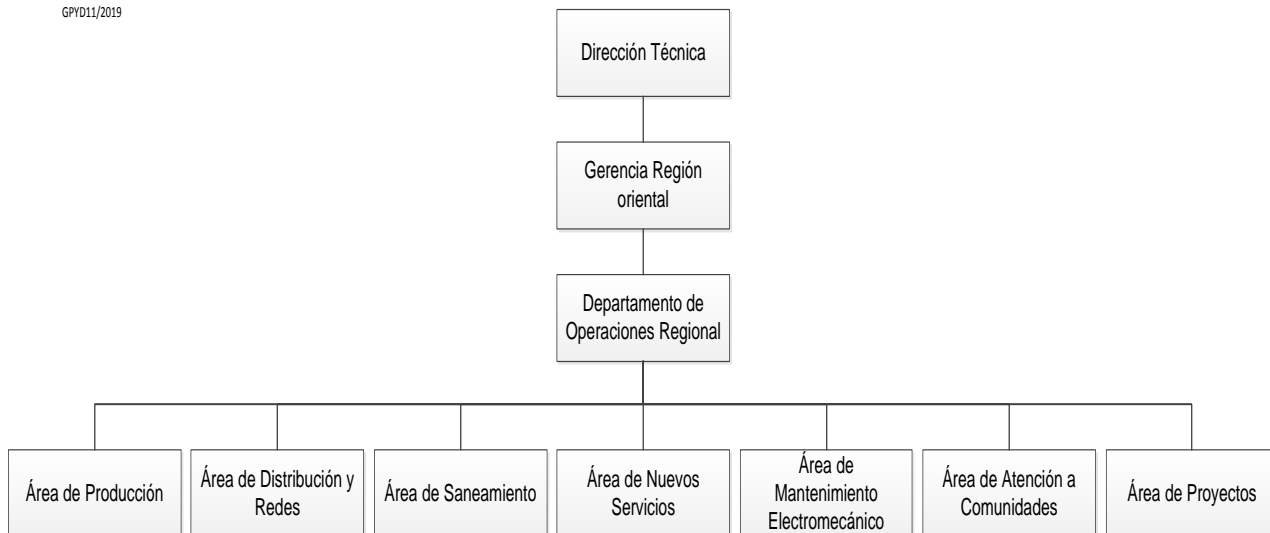 GPYD11/2019
Dirección Técnica
Gerencia Región
oriental
Departamento de
Operaciones Regional
Área de Producción
Área de Distribución y
Redes
Área de Saneamiento
Área de Nuevos
Servicios
Área de
Mantenimiento
Electromecánico
Área de Atención a
Comunidades
Área de Proyectos